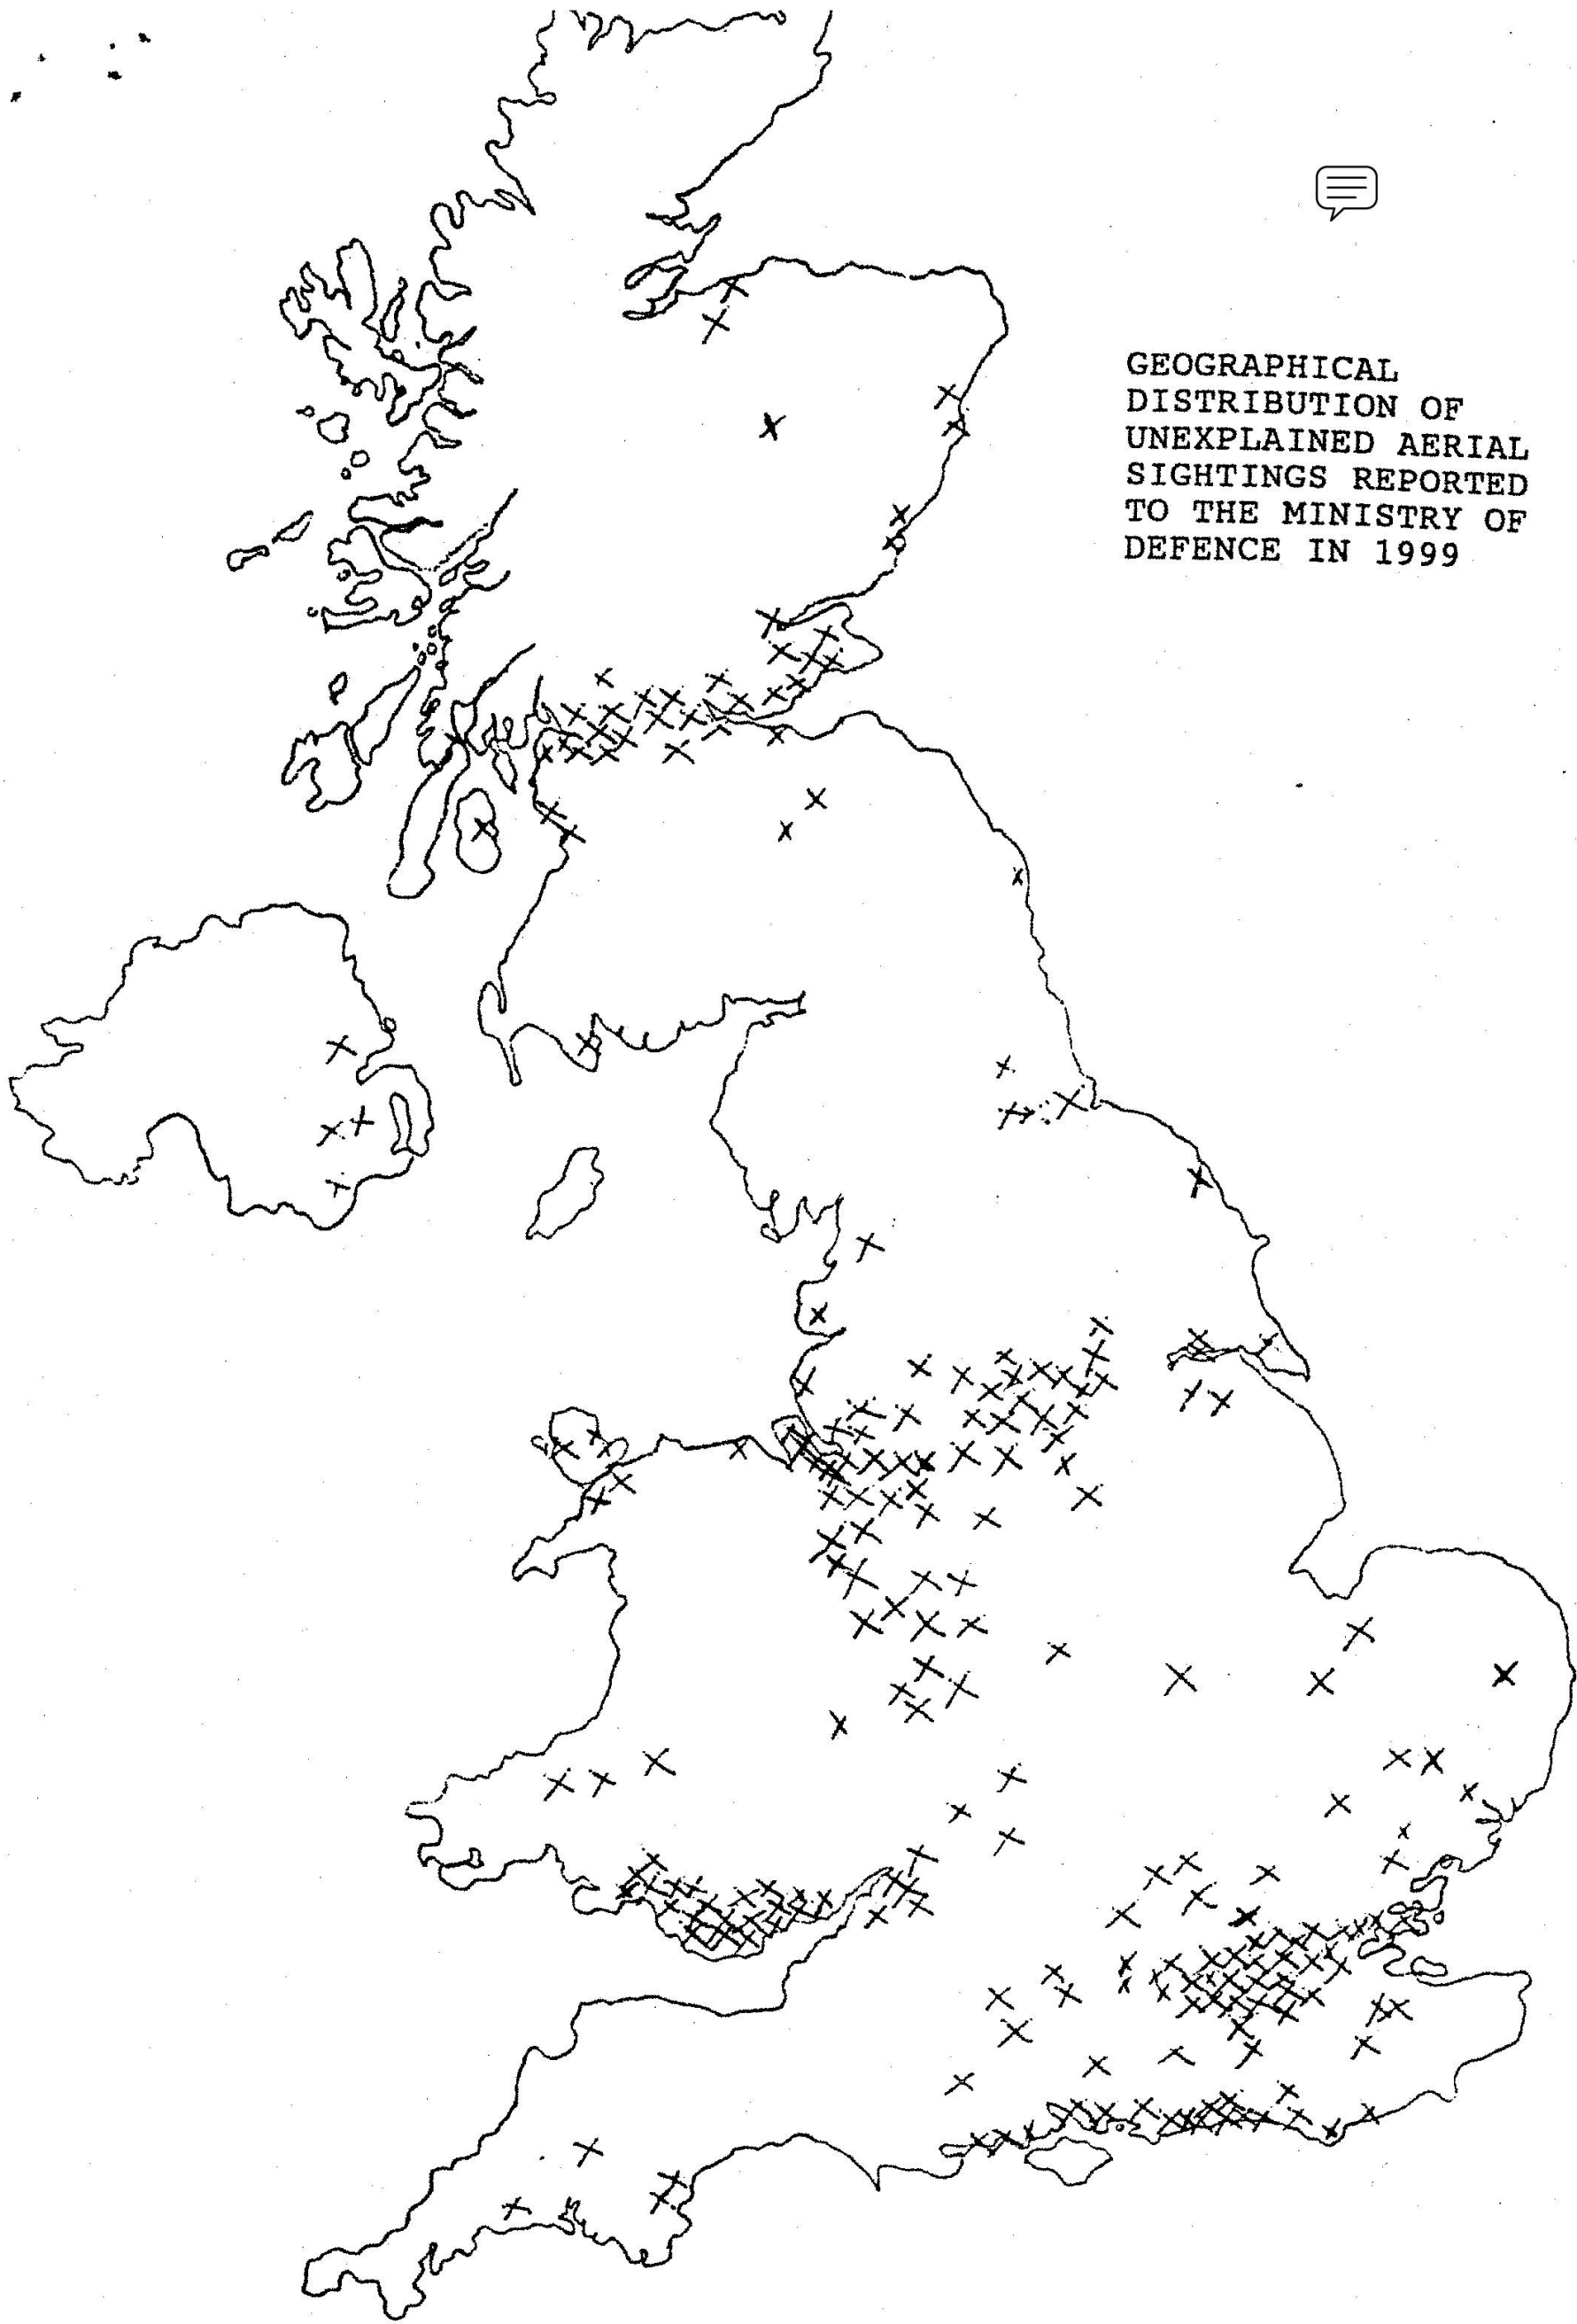 GEOGRAPHICAL
DISTRIBUTION OF
UNEXPLAINED AERIAL
SIGHTINGS REPORTED
TO THE MINISTRY OF
DEFENCE IN 1999